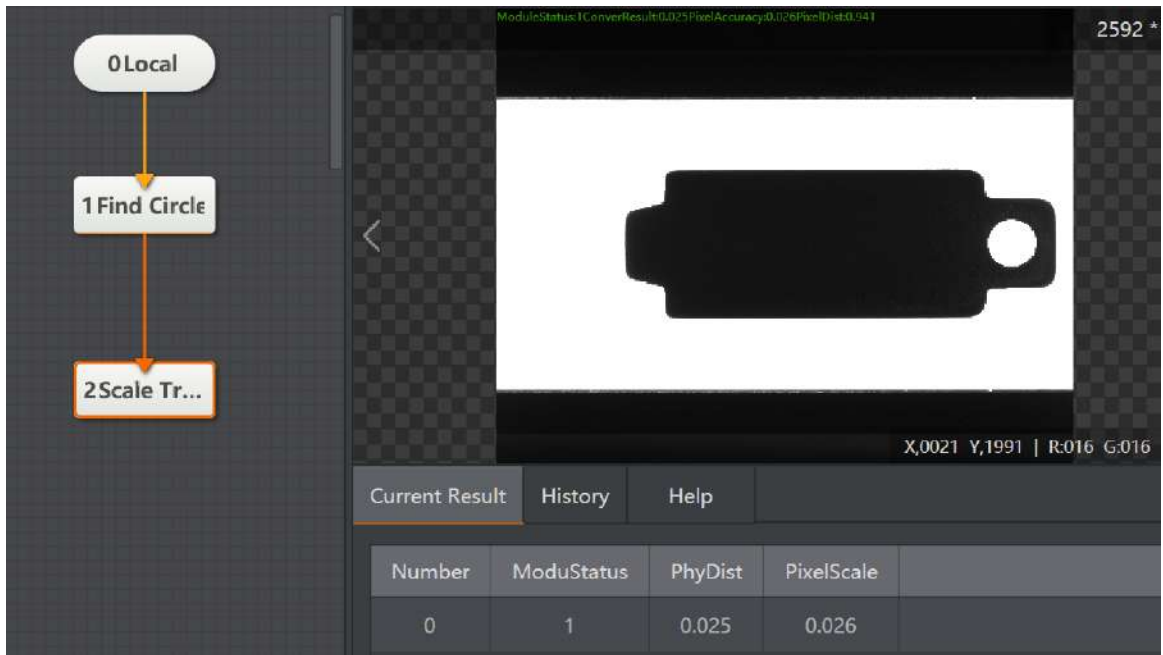 ModuleStatus:1ConverResult:0.025PixelAccuracy:0.026PixelDist:0.941
2592 *
0Local
1Find Circle
2Scale Tr...
X,0021 Y,1991 | R:016 G:016
Current Result History Help
Number ModuStatus PhyDist PixelScale
0 1 0.025 0.026